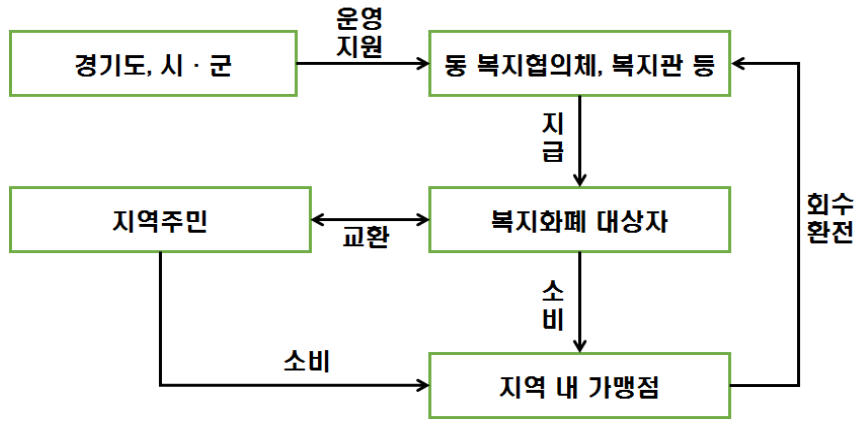 운영
지원
경기도, 시 · 군
동 복지협의체, 복지관 등
지
급
지역주민
교환
복지화폐 대상자
회수
환전
소
비
소비
지역 내 가맹점